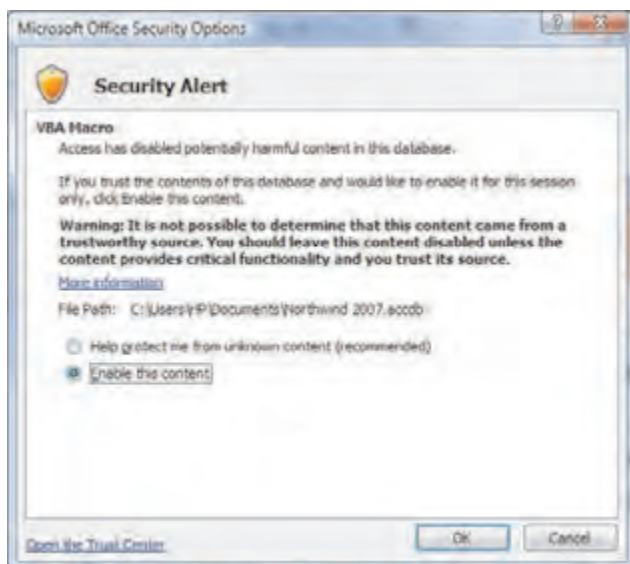 Microsoft Office Security Options
Security Alert
VBA Macro
Access has disabled potentially harmful content in this database.
If you trust the contents of this database and would like to enable it for this session
only, click Enable this content.
Warning: It is not possible to determine that this content came from a
trustworthy source. You should leave this content disabled unless the
content provides critical functionality and you trust its source.
More information
File Path: C:\Users\HP\Documents\Northwind 2007.accdb
Help protect me from unknown content (recommended)
Enable this content
Open the Trust Center
OK
Cancel